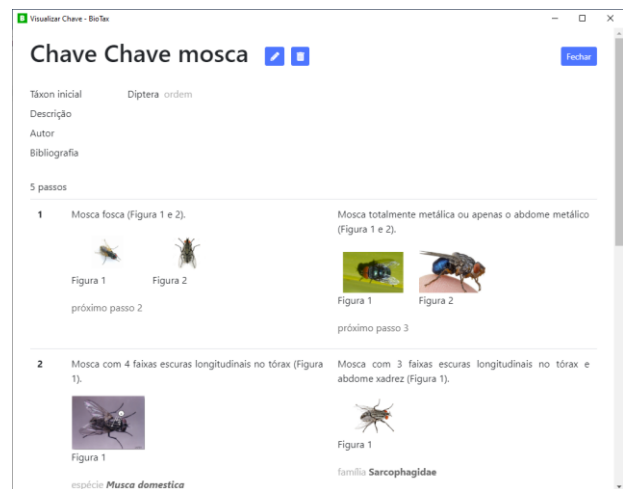 Visualizar Chave - BioTax
Chave Chave mosca
Fechar
Táxon inicial Diptera ordem
Descrição
Autor
Bibliografia
5 passos
1 Mosca fosca (Figura 1 e 2).
Figura 1 Figura 2
próximo passo 2
Mosca totalmente metálica ou apenas o abdome metálico
(Figura 1 e 2).
Figura 1 Figura 2
próximo passo 3
2 Mosca com 4 faixas escuras longitudinais no tórax (Figura
1).
Figura 1
espécie Musca domestica
Mosca com 3 faixas escuras longitudinais no tórax e
abdome xadrez (Figura 1).
Figura 1
família Sarcophagidae